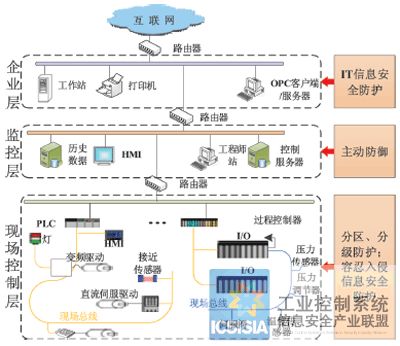 互联网
路由器
企业层
工作站
打印机
OPC客户端
/服务器
IT信息安
全防护
路由器
监控层
历史
数据
HMI
工程师
站
控制
服务器
主动防御
路由器
现场控制层
PLC
灯
HMI
过程控制器
I/O
I/O
压力
传感器
压力
调节器
变频驱动
接近
传感器
直流伺服驱动
现场总线
现场总线
感器
分区、分
级防护；
容忍入侵
信息安全
ICSISIA
工业控制系统
信息安全产业联盟